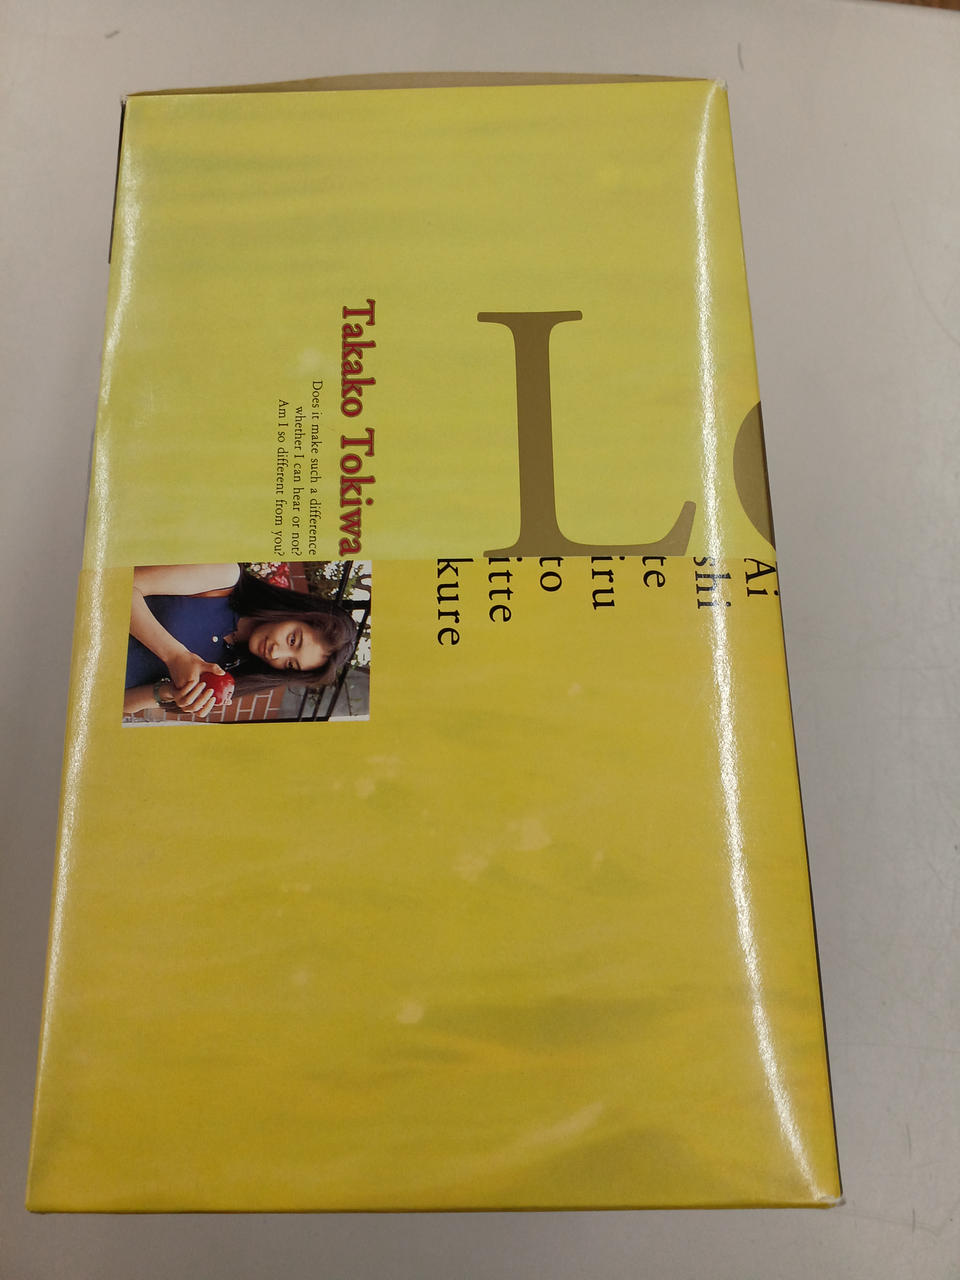 L
Ai
shi
te
iru
to
itte
kure
Takako Tokiwa
Does it make such a difference
whether I can hear or not?
Am I so different from you?